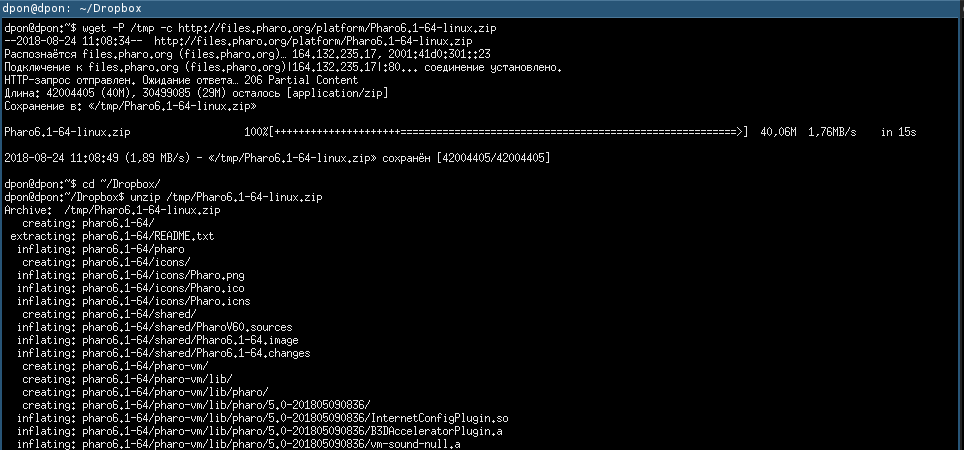 dpon@dpon: ~/Dropbox
dpon@dpon:~$ wget -P /tmp -c http://files.pharo.org/platform/Pharo6.1-64-linux.zip
--2018-08-24 11:08:34--  http://files.pharo.org/platform/Pharo6.1-64-linux.zip
Распознаётся files.pharo.org (files.pharo.org)… 164.132.235.17, 2001:41d0:301::23
Подключение к files.pharo.org (files.pharo.org)|164.132.235.17|:80... соединение установлено.
HTTP-запрос отправлен. Ожидание ответа… 206 Partial Content
Длина: 42004405 (40M), 30499085 (29M) осталось [application/zip]
Сохранение в: «/tmp/Pharo6.1-64-linux.zip»
Pharo6.1-64-linux.zip 100%[+++++++++++++++++++++========================================================>] 40,06M 1,76MB/s in 15s
2018-08-24 11:08:49 (1,89 MB/s) - «/tmp/Pharo6.1-64-linux.zip» сохранён [42004405/42004405]
dpon@dpon:~$ cd ~/Dropbox/
dpon@dpon:~/Dropbox$ unzip /tmp/Pharo6.1-64-linux.zip
Archive:  /tmp/Pharo6.1-64-linux.zip
creating: pharo6.1-64/
extracting: pharo6.1-64/README.txt
inflating: pharo6.1-64/pharo
creating: pharo6.1-64/icons/
inflating: pharo6.1-64/icons/Pharo.png
inflating: pharo6.1-64/icons/Pharo.ico
inflating: pharo6.1-64/icons/Pharo.icns
creating: pharo6.1-64/shared/
inflating: pharo6.1-64/shared/PharoV60.sources
inflating: pharo6.1-64/shared/Pharo6.1-64.image
inflating: pharo6.1-64/shared/Pharo6.1-64.changes
creating: pharo6.1-64/pharo-vm/
creating: pharo6.1-64/pharo-vm/lib/
creating: pharo6.1-64/pharo-vm/lib/pharo/
creating: pharo6.1-64/pharo-vm/lib/pharo/5.0-201805090836/
inflating: pharo6.1-64/pharo-vm/lib/pharo/5.0-201805090836/InternetConfigPlugin.so
inflating: pharo6.1-64/pharo-vm/lib/pharo/5.0-201805090836/B3DAcceleratorPlugin.a
inflating: pharo6.1-64/pharo-vm/lib/pharo/5.0-201805090836/vm-sound-null.a